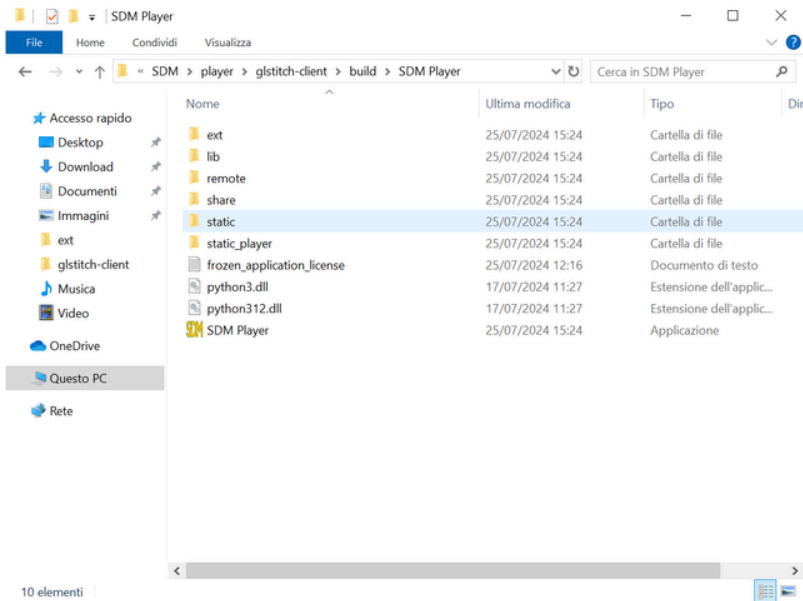 SDM Player
File Home Condividi Visualizza
« SDM › player › glstitch-client › build › SDM Player
Cerca in SDM Player
Accesso rapido
Desktop
Download
Documenti
Immagini
ext
glstitch-client
Musica
Video
OneDrive
Questo PC
Rete
Nome Ultima modifica Tipo Dir
ext 25/07/2024 15:24 Cartella di file
lib 25/07/2024 15:24 Cartella di file
remote 25/07/2024 15:24 Cartella di file
share 25/07/2024 15:24 Cartella di file
static 25/07/2024 15:24 Cartella di file
static_player 25/07/2024 15:24 Cartella di file
frozen_application_license 25/07/2024 12:16 Documento di testo
python3.dll 17/07/2024 11:27 Estensione dell'applic...
python312.dll 17/07/2024 11:27 Estensione dell'applic...
SDM SDM Player 25/07/2024 15:24 Applicazione
10 elementi